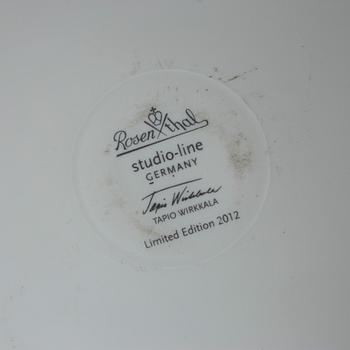 Rosenthal
studio-line
GERMANY
Tapio Wirkkala
TAPIO WIRKKALA
Limited Edition 2012